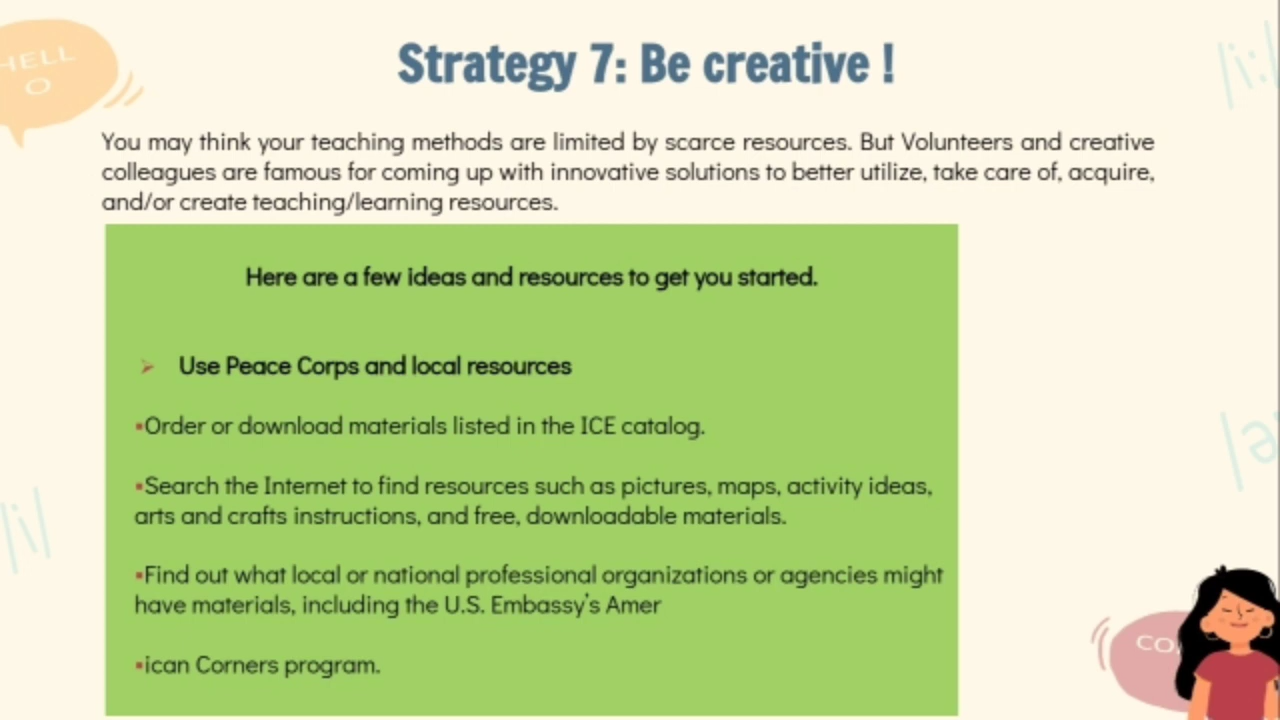 HELL
O
Strategy 7: Be creative !
/i:/
You may think your teaching methods are limited by scarce resources. But Volunteers and creative
colleagues are famous for coming up with innovative solutions to better utilize, take care of, acquire,
and/or create teaching/learning resources.
Here are a few ideas and resources to get you started.
➢ Use Peace Corps and local resources
▪Order or download materials listed in the ICE catalog.
▪Search the Internet to find resources such as pictures, maps, activity ideas,
arts and crafts instructions, and free, downloadable materials.
/i/
▪Find out what local or national professional organizations or agencies might
have materials, including the U.S. Embassy's Amer
▪ican Corners program.